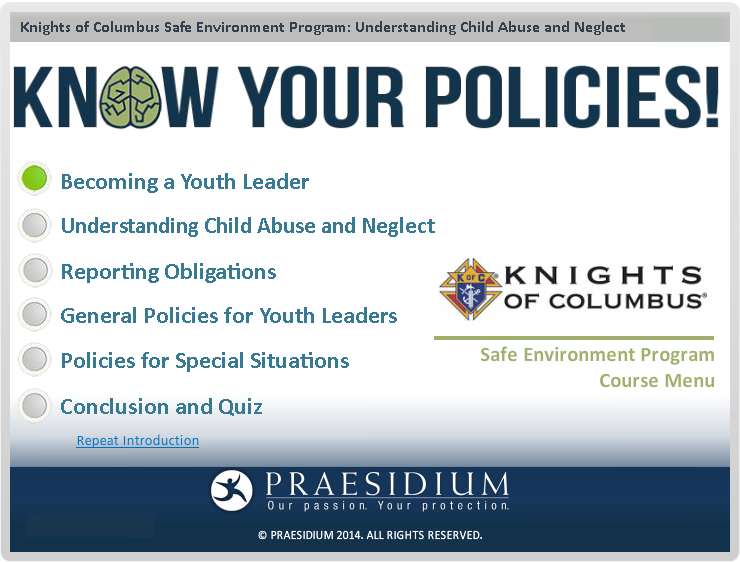 Knights of Columbus Safe Environment Program: Understanding Child Abuse and Neglect
KNOW YOUR POLICIES!
Becoming a Youth Leader
Understanding Child Abuse and Neglect
Reporting Obligations
General Policies for Youth Leaders
Policies for Special Situations
Conclusion and Quiz
Repeat Introduction
K OF C
KNIGHTS
OF COLUMBUS®
Safe Environment Program
Course Menu
PRAESIDIUM
Our passion. Your protection.
© PRAESIDIUM 2014. ALL RIGHTS RESERVED.